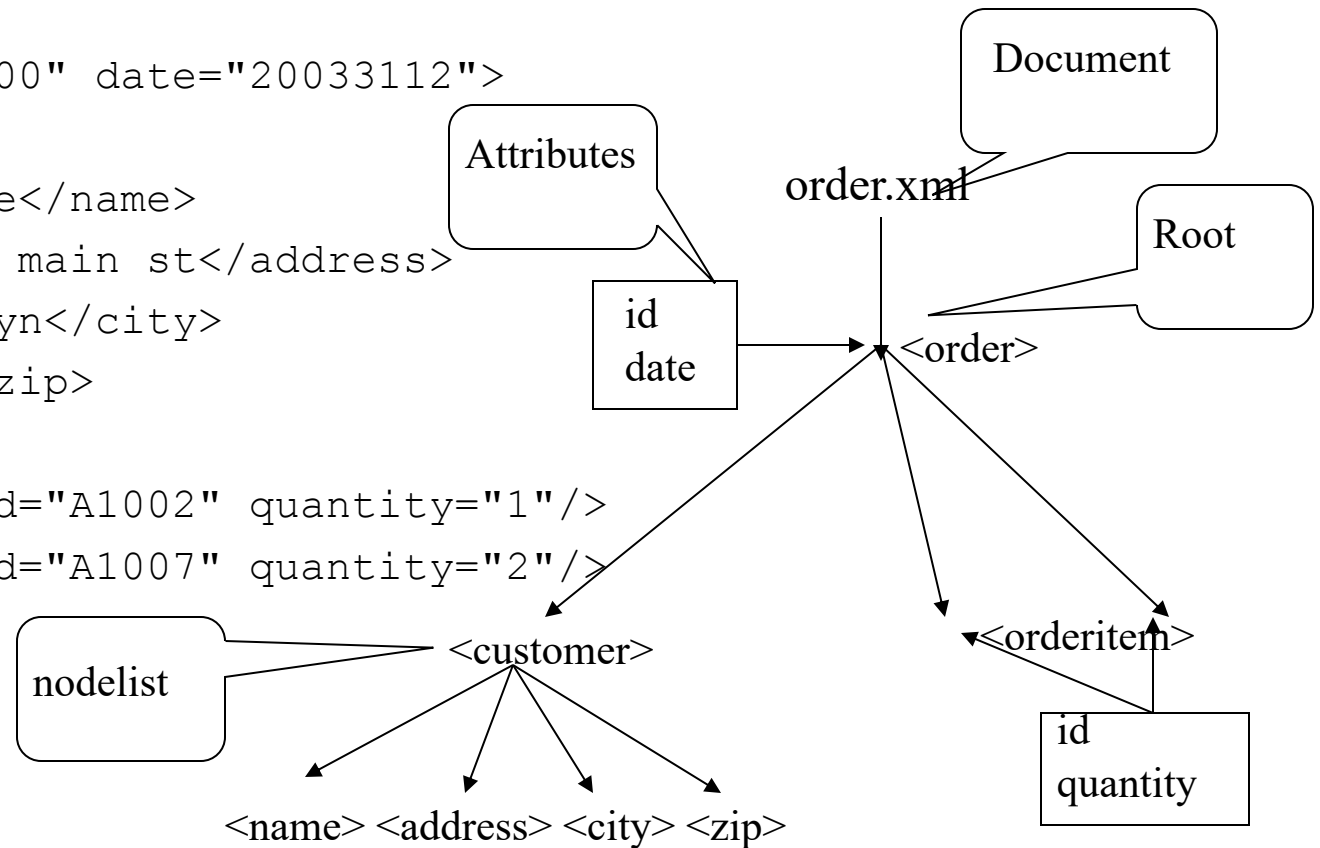 00" date="20033112">
e</name>
main st</address>
yn</city>
zip>
d="A1002" quantity="1"/>
d="A1007" quantity="2"/>
Document
Attributes
order.xml
Root
id
date
<order>
nodelist
<customer>
<orderitem>
id
quantity
<name> <address> <city> <zip>